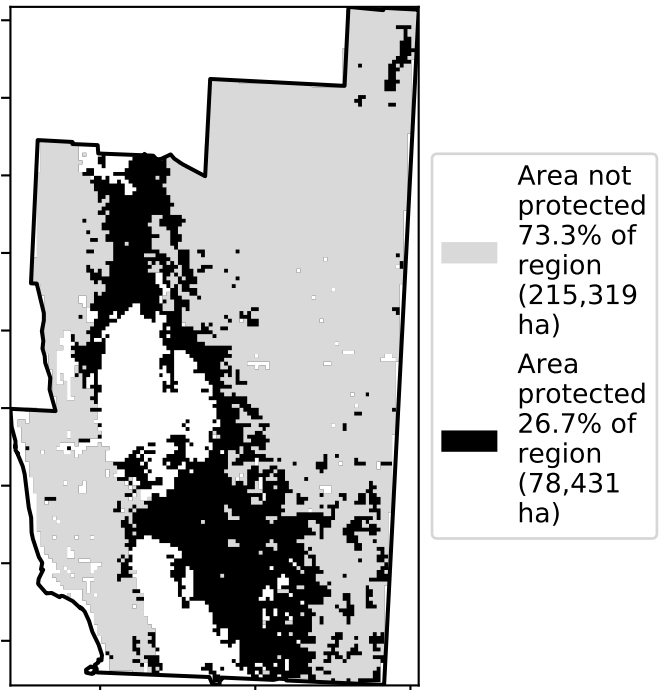 Area not
protected
73.3% of
region
(215,319
ha)
Area
protected
26.7% of
region
(78,431
ha)